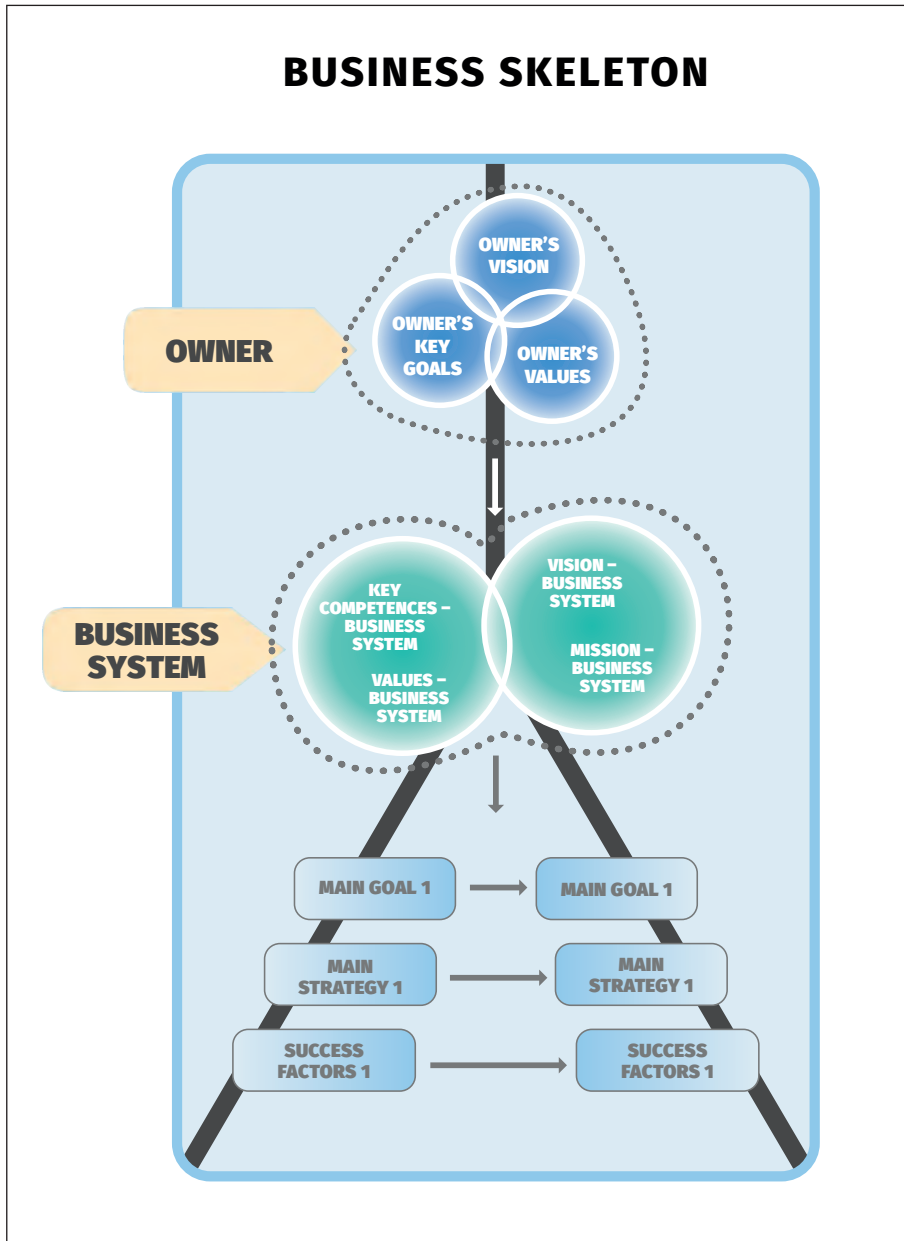 BUSINESS SKELETON
OWNER'S
VISION
OWNER'S
KEY
GOALS
OWNER'S
VALUES
OWNER
KEY
COMPETENCES –
BUSINESS
SYSTEM
VALUES –
BUSINESS
SYSTEM
VISION –
BUSINESS
SYSTEM
MISSION –
BUSINESS
SYSTEM
BUSINESS
SYSTEM
MAIN GOAL 1
MAIN GOAL 1
MAIN
STRATEGY 1
MAIN
STRATEGY 1
SUCCESS
FACTORS 1
SUCCESS
FACTORS 1